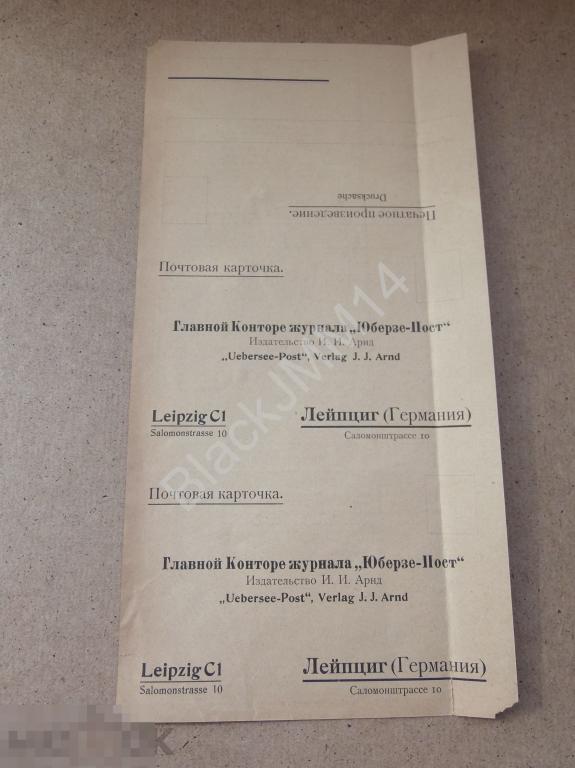 Drucksache
Печатное произведение.
Почтовая карточка.
Главной Конторе журнала „Юберзе-Пост“
Издательство И. И. Арнд
„Uebersee-Post“, Verlag J. J. Arnd
Leipzig C1
Salomonstrasse 10
Лейпциг (Германия)
Саломонштрассе 10
Почтовая карточка.
Главной Конторе журнала „Юберзе-Пост“
Издательство И. И. Арнд
„Uebersee-Post“, Verlag J. J. Arnd
Leipzig C1
Salomonstrasse 10
Лейпциг (Германия)
Саломонштрассе 10
BlackJMM14